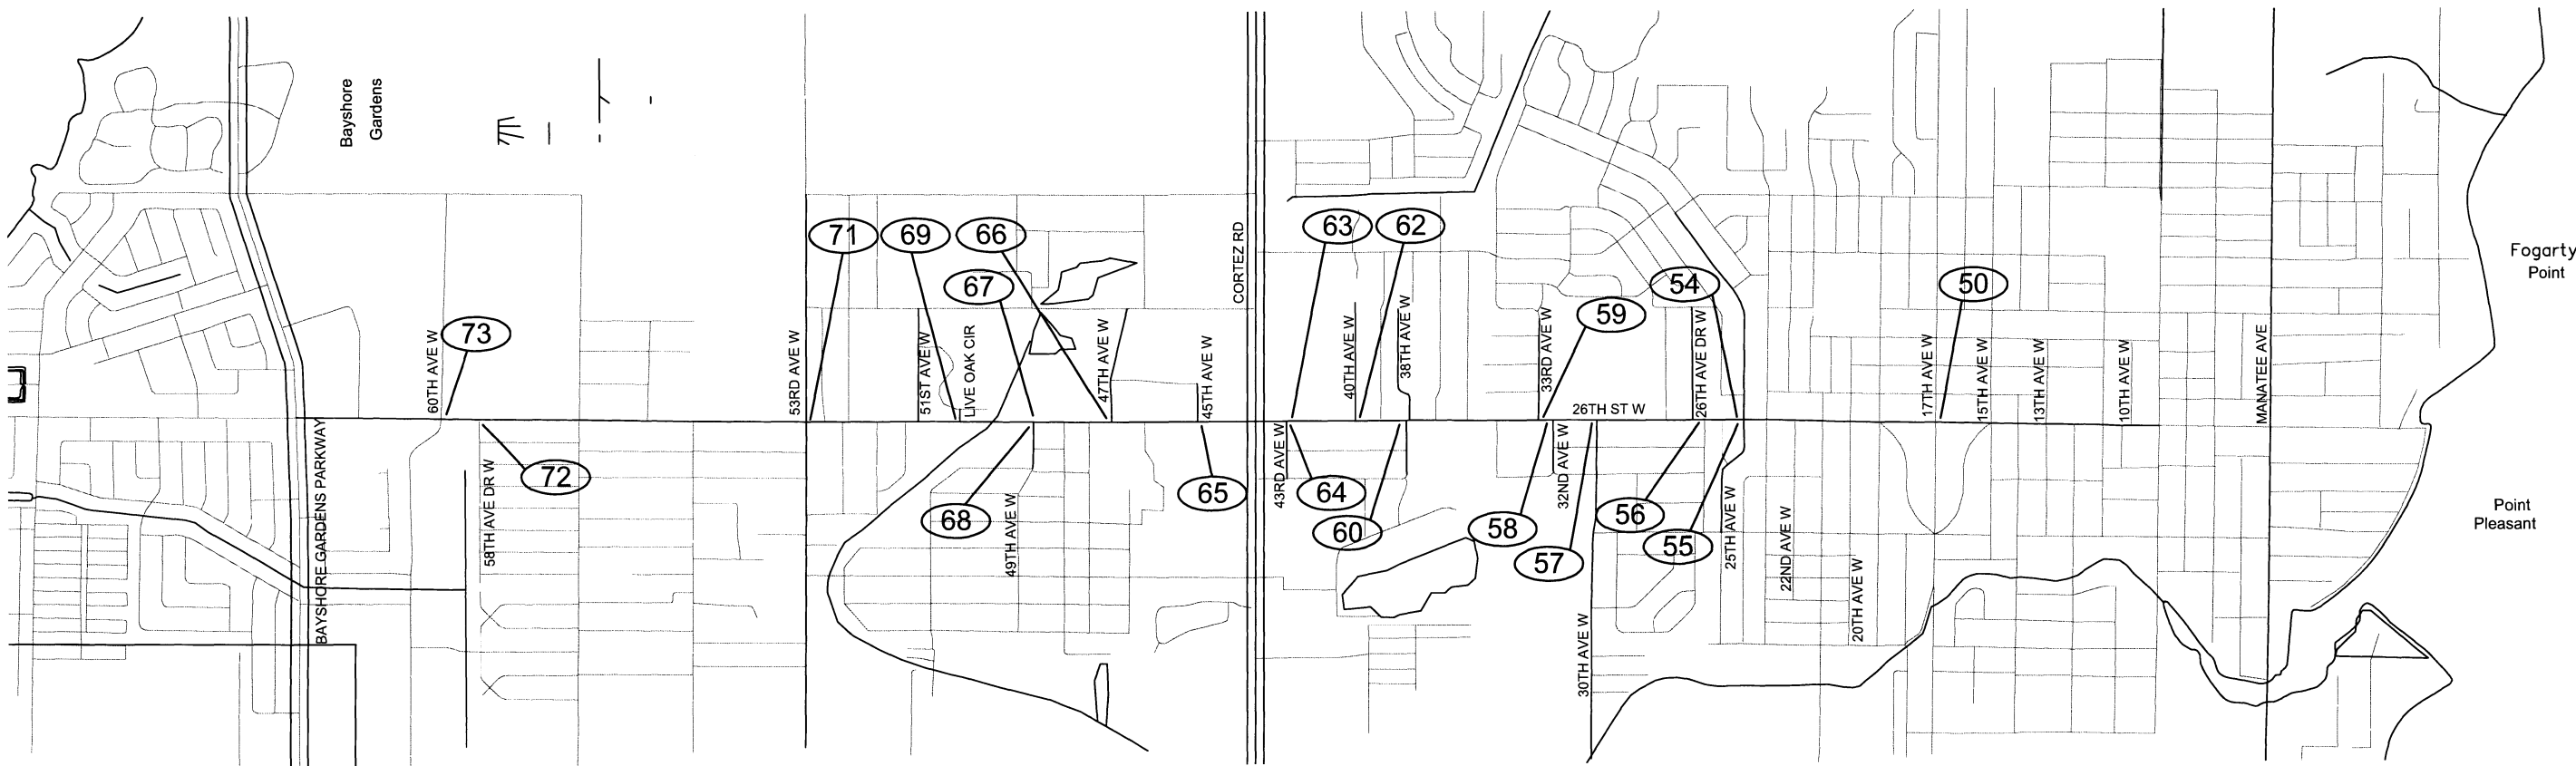 Bayshore
Gardens
71
69
66
63
62
67
54
50
Fogarty
Point
73
59
CORTEZ RD
60TH AVE W
53RD AVE W
51ST AVE W
LIVE OAK CIR
47TH AVE W
45TH AVE W
40TH AVE W
38TH AVE W
33RD AVE W
26TH ST W
26TH AVE DR W
17TH AVE W
15TH AVE W
13TH AVE W
10TH AVE W
MANATEE AVE
BAYSHORE GARDENS PARKWAY
58TH AVE DR W
72
68
49TH AVE W
65
43RD AVE W
64
60
58
32ND AVE W
57
56
55
25TH AVE W
22ND AVE W
20TH AVE W
30TH AVE W
Point
Pleasant